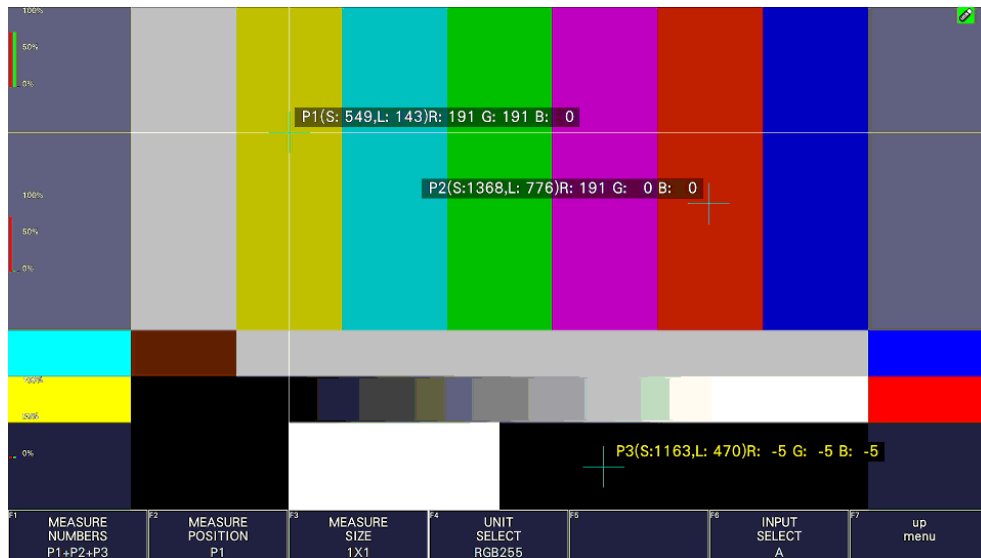 100%
50%
0%
P1(S: 549,L: 143)R: 191 G: 191 B: 0
P2(S:1368,L: 776)R: 191 G: 0 B: 0
100%
50%
0%
P3(S:1163,L: 470)R: -5 G: -5 B: -5
0%
F1 MEASURE
NUMBERS
P1+P2+P3
F2 MEASURE
POSITION
P1
F3 MEASURE
SIZE
1X1
F4 UNIT
SELECT
RGB255
F5
F6 INPUT
SELECT
A
F7 up
menu